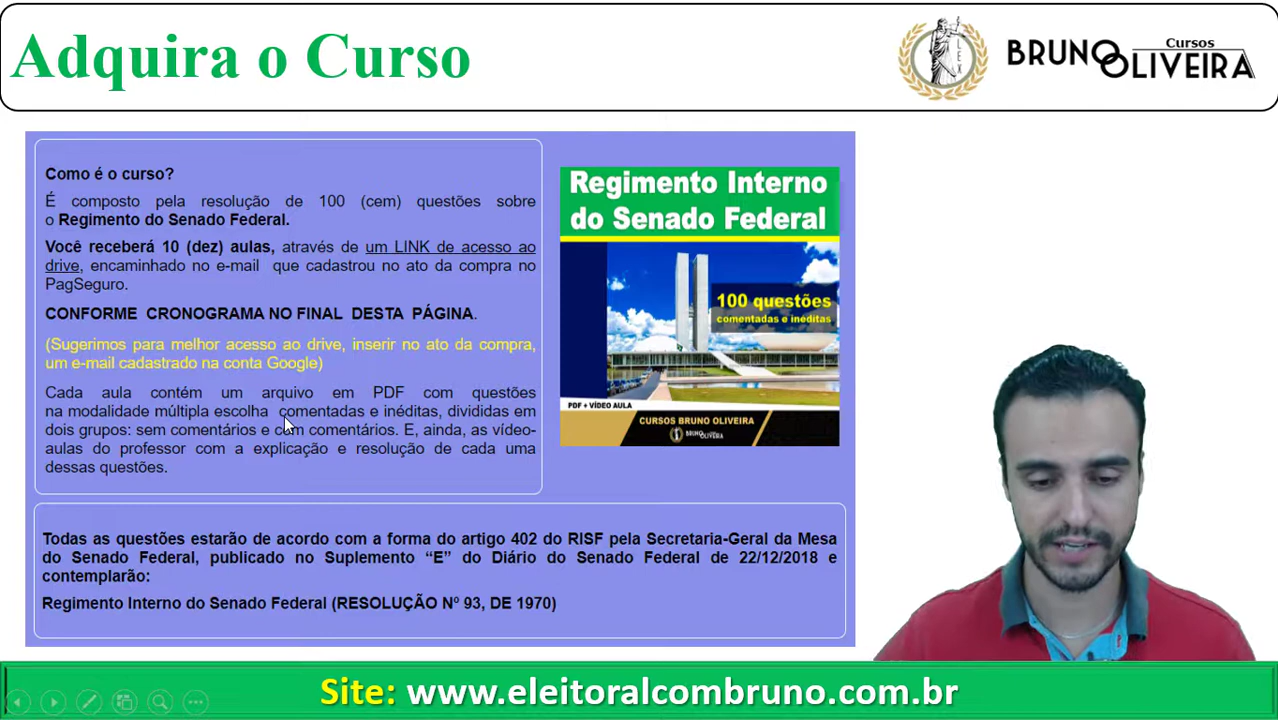 Adquira o Curso
LEX
Cursos
BRUNO
OLIVEIRA
Como é o curso?
É composto pela resolução de 100 (cem) questões sobre
o Regimento do Senado Federal.
Você receberá 10 (dez) aulas, através de um LINK de acesso ao
drive, encaminhado no e-mail que cadastrou no ato da compra no
PagSeguro.
CONFORME CRONOGRAMA NO FINAL DESTA PÁGINA.
(Sugerimos para melhor acesso ao drive, inserir no ato da compra,
um e-mail cadastrado na conta Google)
Cada aula contém um arquivo em PDF com questões
na modalidade múltipla escolha comentadas e inéditas, divididas em
dois grupos: sem comentários e com comentários. E, ainda, as vídeo-
aulas do professor com a explicação e resolução de cada uma
dessas questões.
Regimento Interno
do Senado Federal
100 questões
comentadas e inéditas
PDF + VÍDEO AULA
CURSOS BRUNO OLIVEIRA
BRUNO
OLIVEIRA
Todas as questões estarão de acordo com a forma do artigo 402 do RISF pela Secretaria-Geral da Mesa
do Senado Federal, publicado no Suplemento “E” do Diário do Senado Federal de 22/12/2018 e
contemplarão:
Regimento Interno do Senado Federal (RESOLUÇÃO Nº 93, DE 1970)
Site: www.eleitoralcombruno.com.br